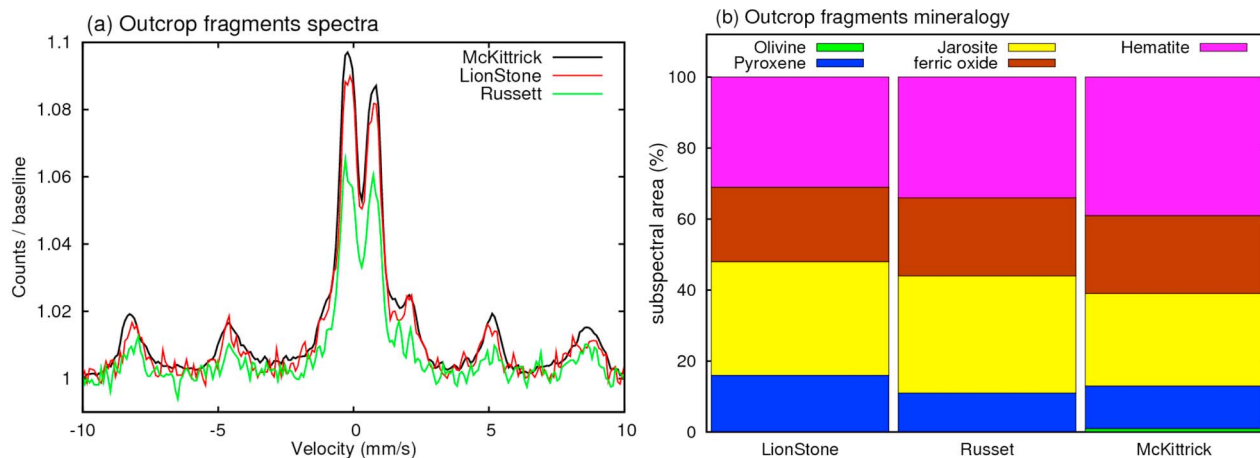 (a) Outcrop fragments spectra
1.1
1.08
1.06
1.04
1.02
1
Counts / baseline
McKittrick
LionStone
Russett
-10
-5
0
5
10
Velocity (mm/s)
(b) Outcrop fragments mineralogy
Olivine
Jarosite
Hematite
Pyroxene
ferric oxide
100
80
60
40
20
0
subspectral area (%)
LionStone
Russet
McKittrick